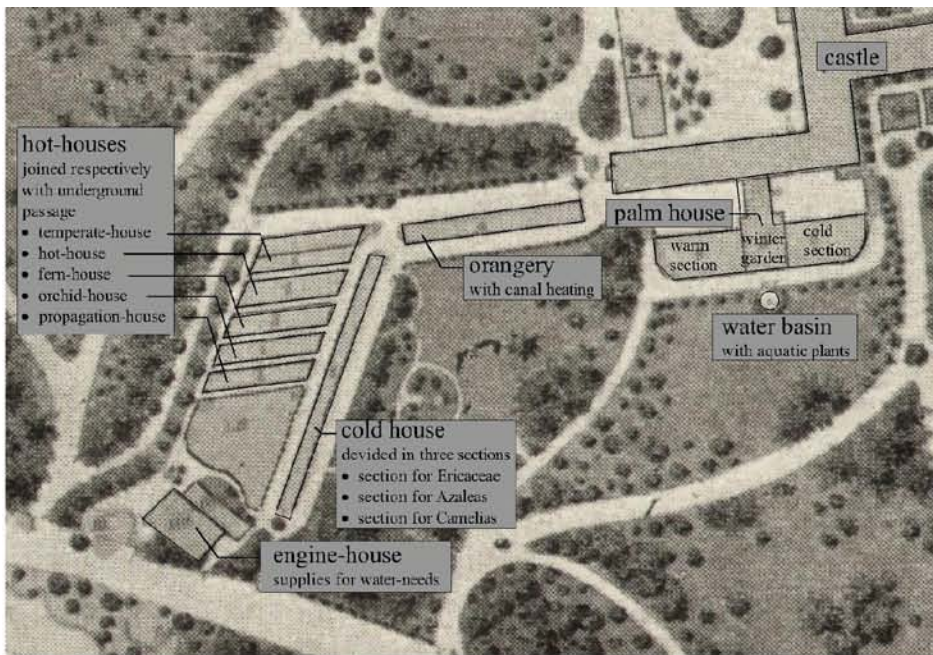 castle
hot-houses
joined respectively
with underground
passage
• temperate-house
• hot-house
• fern-house
• orchid-house
• propagation-house
palm house
warm
section
winter
garden
cold
section
orangery
with canal heating
water basin
with aquatic plants
cold house
devided in three sections
• section for Ericaceae
• section for Azaleas
• section for Camelias
engine-house
supplies for water-needs